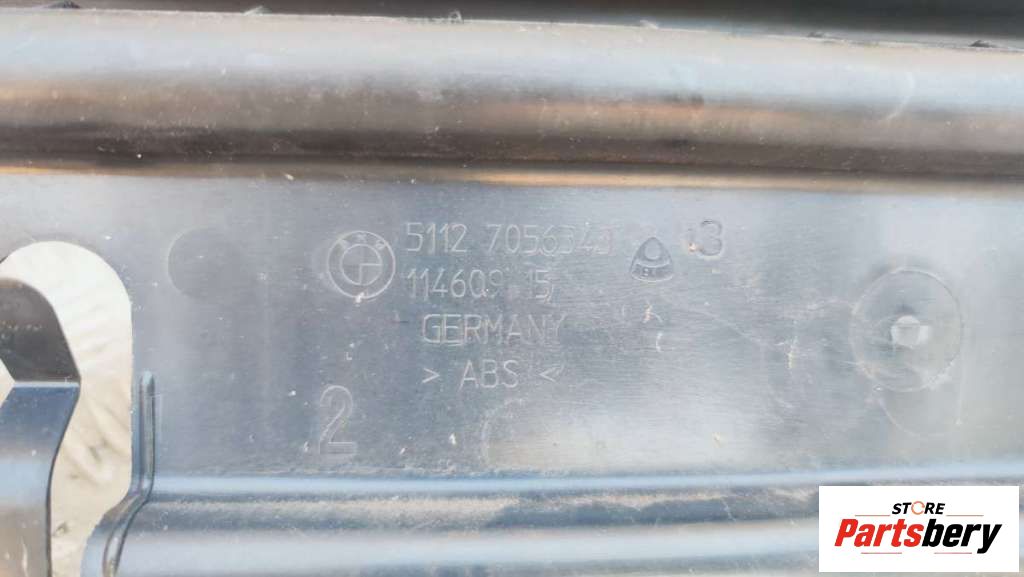 5112 7056343
3
114609 15
GERMANY
> ABS <
2
STORE
Partsbery